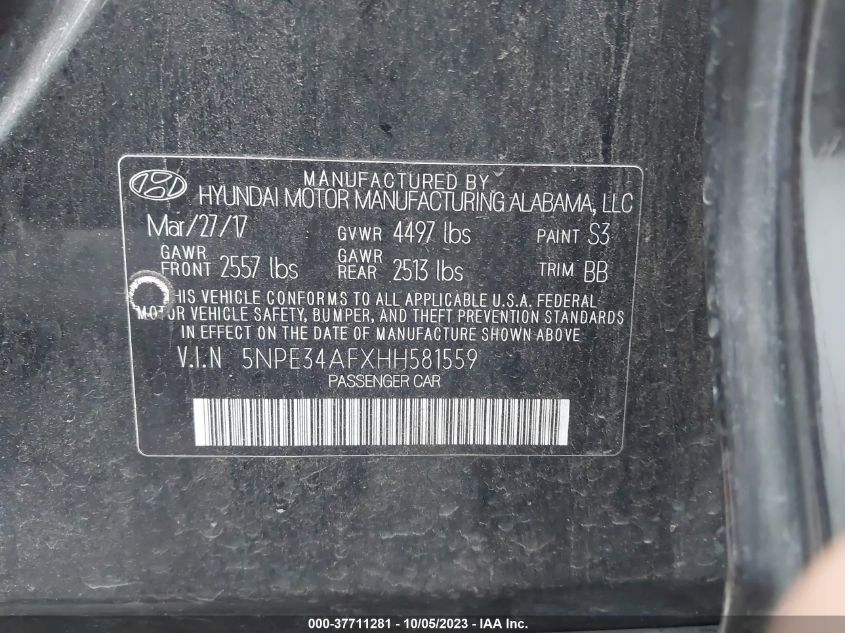 MANUFACTURED BY
HYUNDAI MOTOR MANUFACTURING ALABAMA, LLC
Mar/27/17 GVWR 4497 lbs PAINT S3
GAWR FRONT 2557 lbs GAWR REAR 2513 lbs TRIM BB
THIS VEHICLE CONFORMS TO ALL APPLICABLE U.S.A. FEDERAL
MOTOR VEHICLE SAFETY, BUMPER, AND THEFT PREVENTION STANDARDS
IN EFFECT ON THE DATE OF MANUFACTURE SHOWN ABOVE
V.I.N 5NPE34AFXHH581559
PASSENGER CAR
000-37711281 - 10/05/2023 - Copyright © IAA, Inc.